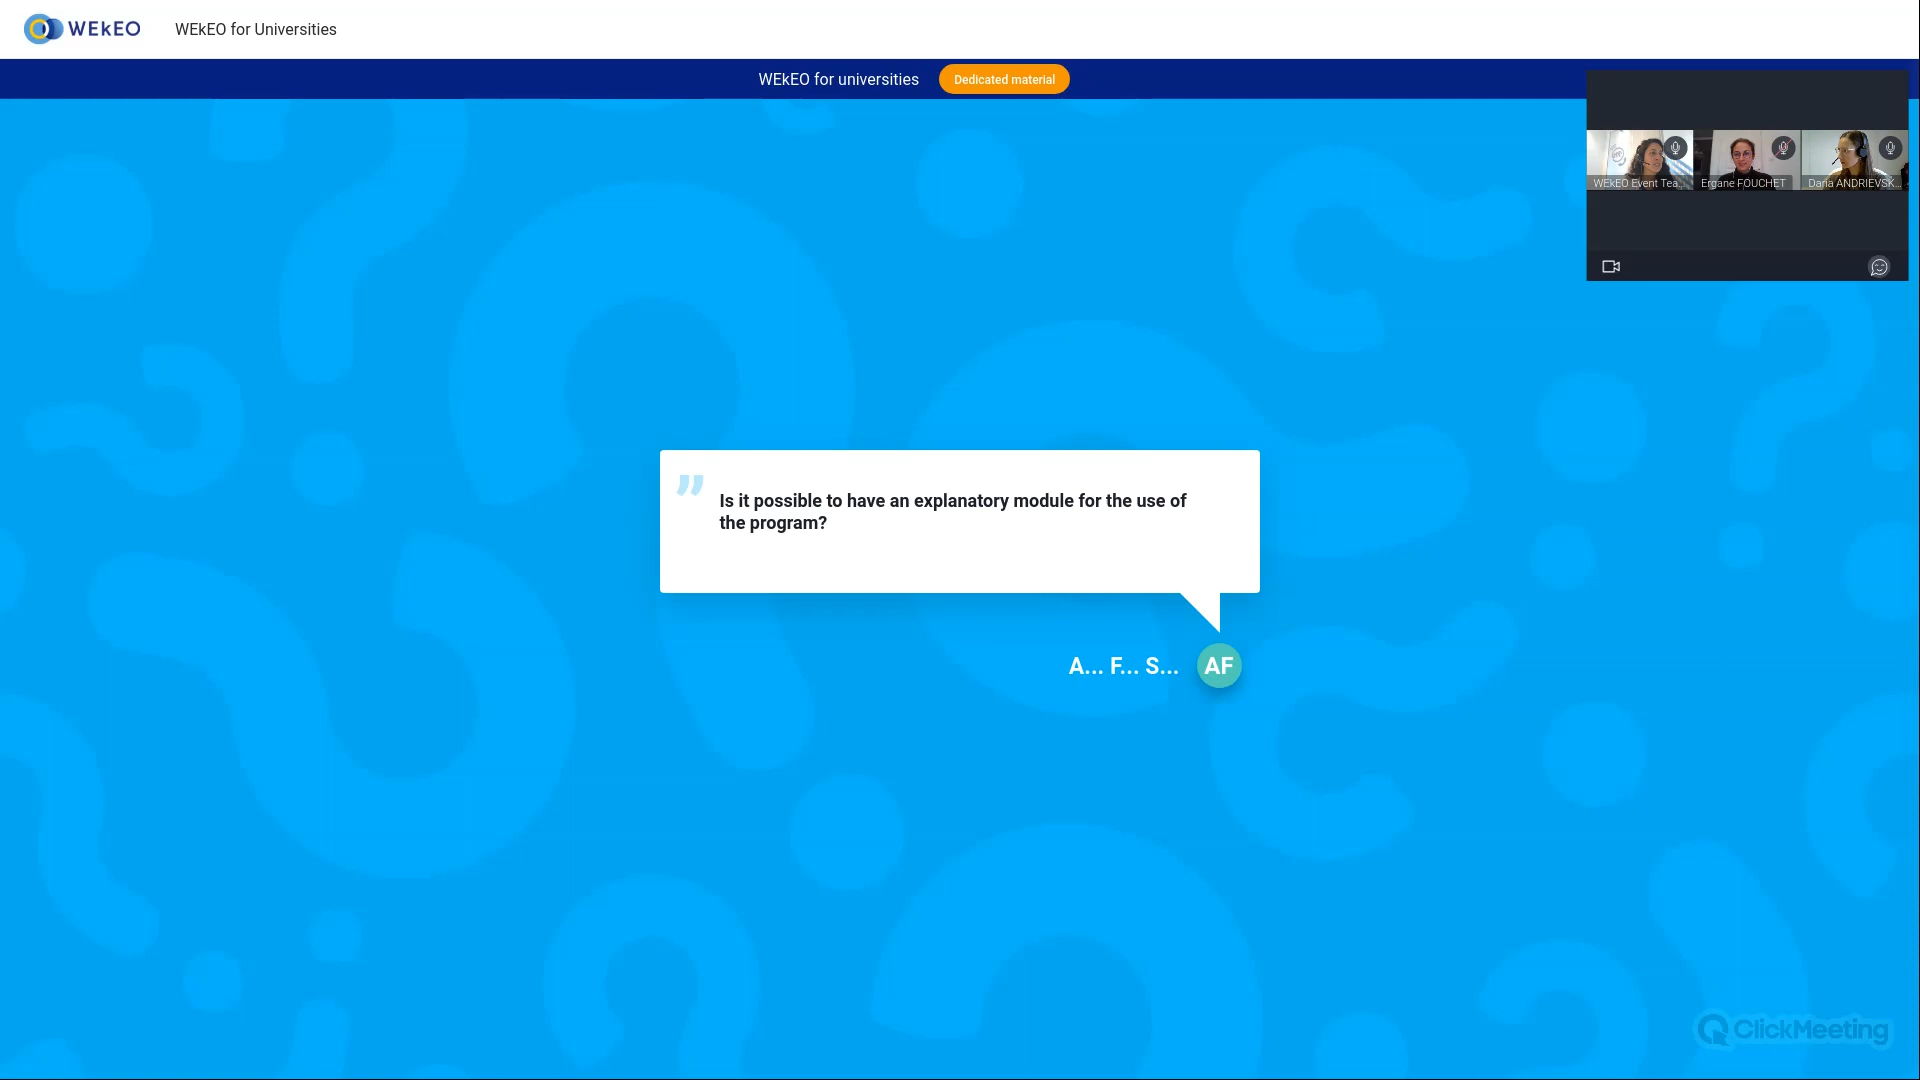 WEkEO
WEkEO for Universities
WEkEO for universities
Dedicated material
WEkEO Event Tea...
Ergane FOUCHET
Daria ANDRIEVSK...
Is it possible to have an explanatory module for the use of
the program?
A... F... S...
AF
ClickMeeting